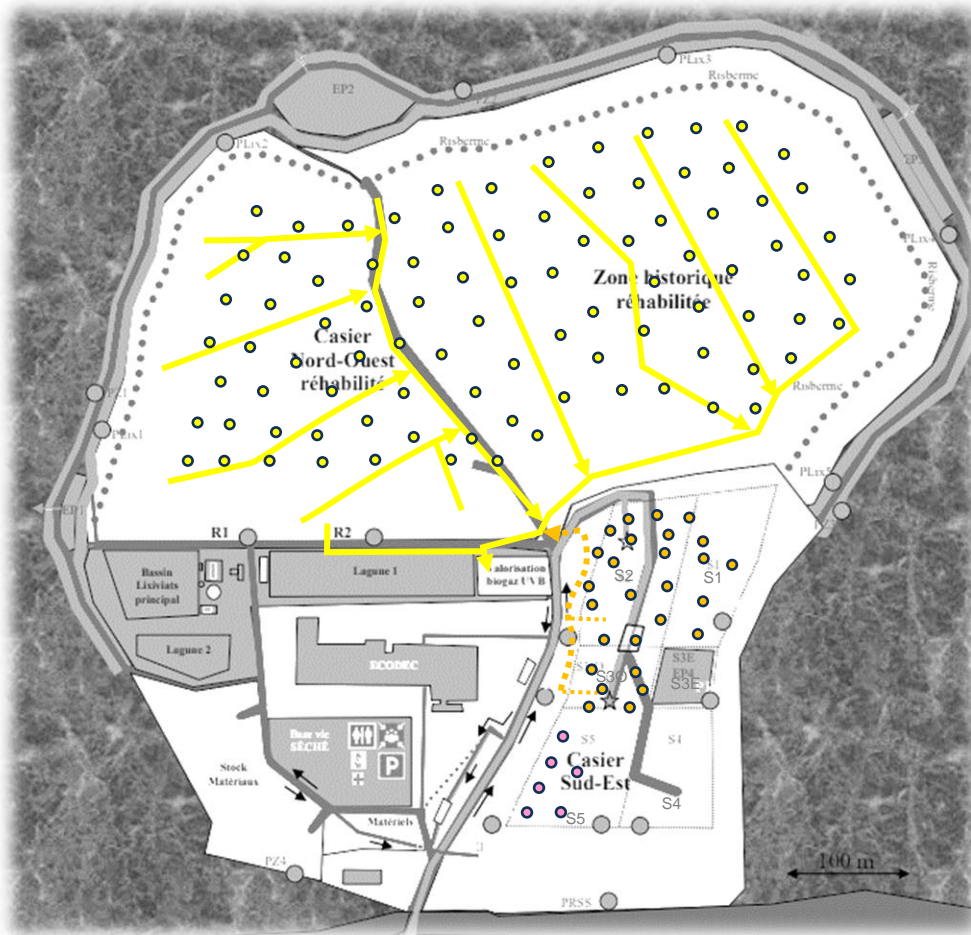 PLix3
Risberme
EP2
Risberme
PLix2
PLix4
Risberme
Zone historique
réhabilitée
Casier
Nord-Ouest
réhabilité
Risberme
PZ1
PLix1
PLix5
EP1
R1
R2
Bassin
Lixiviats
principal
Lagune 1
Valorisation
biogaz UVB
S2
S1
Lagune 2
ECODEC
S3E
EP4
S3E
S3O
Base vie
SÉCHÉ
P
S5
S4
Casier
Sud-Est
Stock
Matériaux
S4
S5
Matériels
PZ4
100 m
PRSS